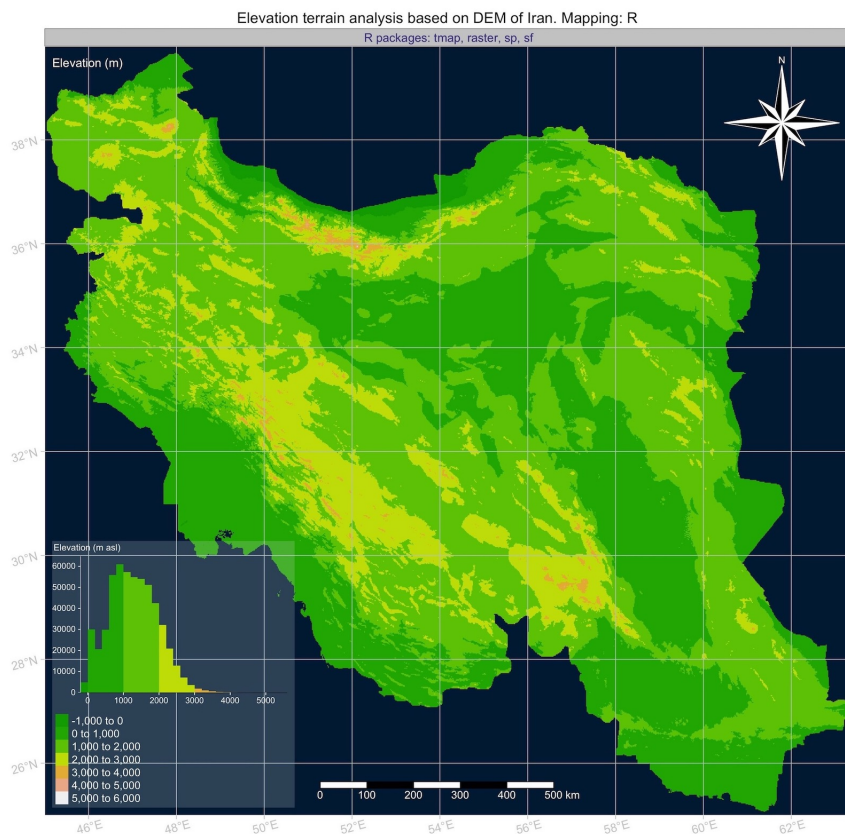 Elevation terrain analysis based on DEM of Iran. Mapping: R
R packages: tmap, raster, sp, sf
Elevation (m)
N
38°N
36°N
34°N
32°N
30°N
28°N
26°N
Elevation (m asl)
60000
50000
40000
30000
20000
10000
0
0 1000 2000 3000 4000 5000
-1,000 to 0
0 to 1,000
1,000 to 2,000
2,000 to 3,000
3,000 to 4,000
4,000 to 5,000
5,000 to 6,000
0 100 200 300 400 500 km
46°E 48°E 50°E 52°E 54°E 56°E 58°E 60°E 62°E